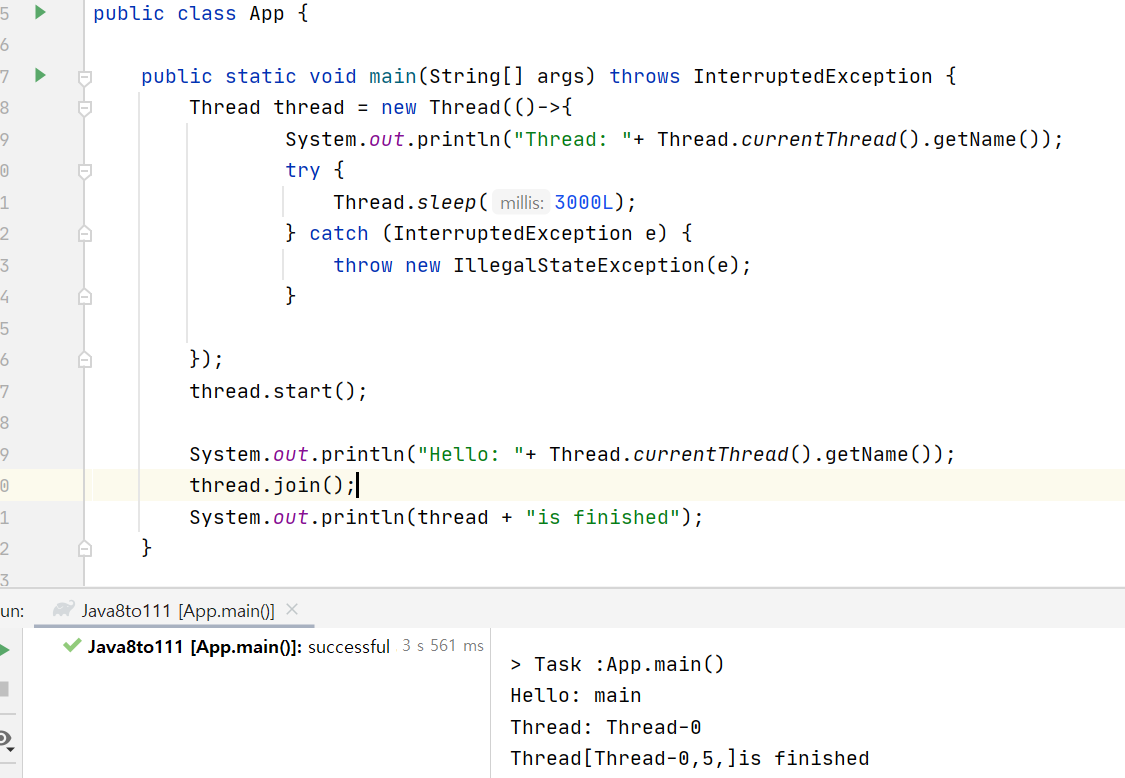 5 public class App {
6
7 public static void main(String[] args) throws InterruptedException {
8 Thread thread = new Thread(()->{
9 System.out.println("Thread: "+ Thread.currentThread().getName());
0 try {
1 Thread.sleep( millis: 3000L);
2 } catch (InterruptedException e) {
3 throw new IllegalStateException(e);
4 }
5
6 });
7 thread.start();
8
9 System.out.println("Hello: "+ Thread.currentThread().getName());
0 thread.join();
1 System.out.println(thread + "is finished");
2 }
3
un: Java8to111 [App.main()] ×
Java8to111 [App.main()]: successful 3 s 561 ms
> Task :App.main()
Hello: main
Thread: Thread-0
Thread[Thread-0,5,]is finished